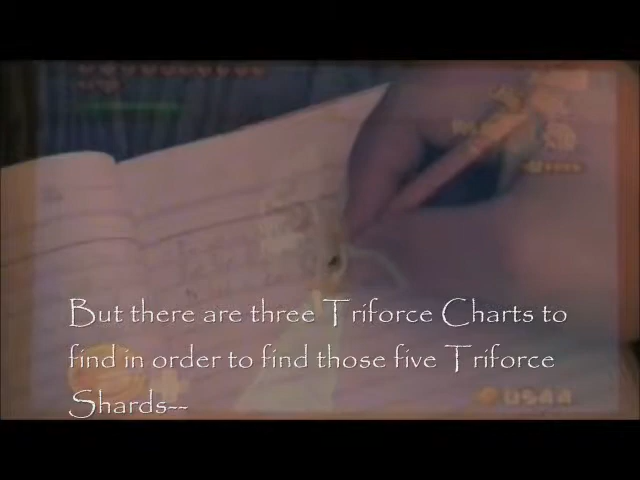 But there are three Triforce Charts to
find in order to find those five Triforce
Shards--